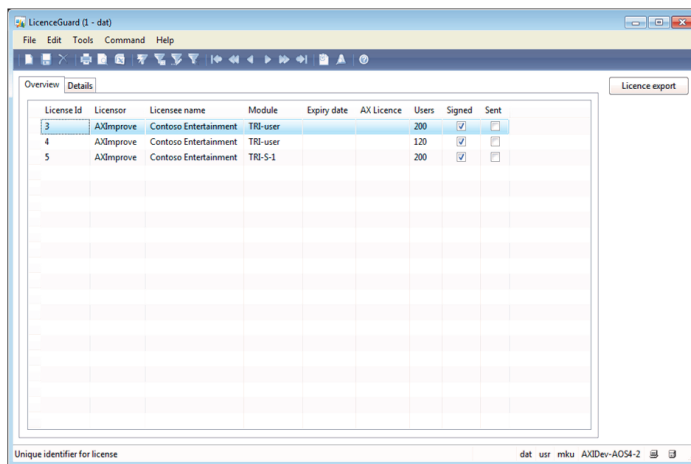 LicenceGuard (1 - dat)
File Edit Tools Command Help
Overview Details
Licence export
License Id Licensor Licensee name Module Expiry date AX Licence Users Signed Sent
3 AXImprove Contoso Entertainment TRI-user 200
4 AXImprove Contoso Entertainment TRI-user 120
5 AXImprove Contoso Entertainment TRI-S-1 200
Unique identifier for license
dat usr mku AXIDev-AOS4-2